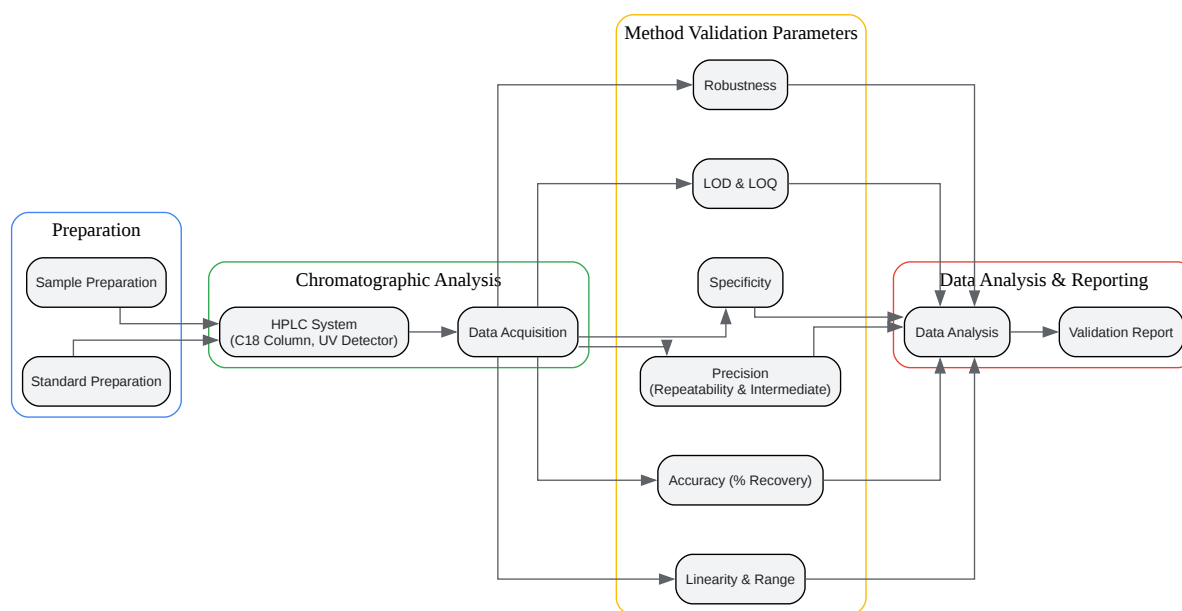 Method Validation Parameters
Robustness
LOD & LOQ
Preparation
Sample Preparation
Standard Preparation
Chromatographic Analysis
HPLC System
(C18 Column, UV Detector)
Data Acquisition
Specificity
Precision
(Repeatability & Intermediate)
Accuracy (% Recovery)
Linearity & Range
Data Analysis & Reporting
Data Analysis
Validation Report